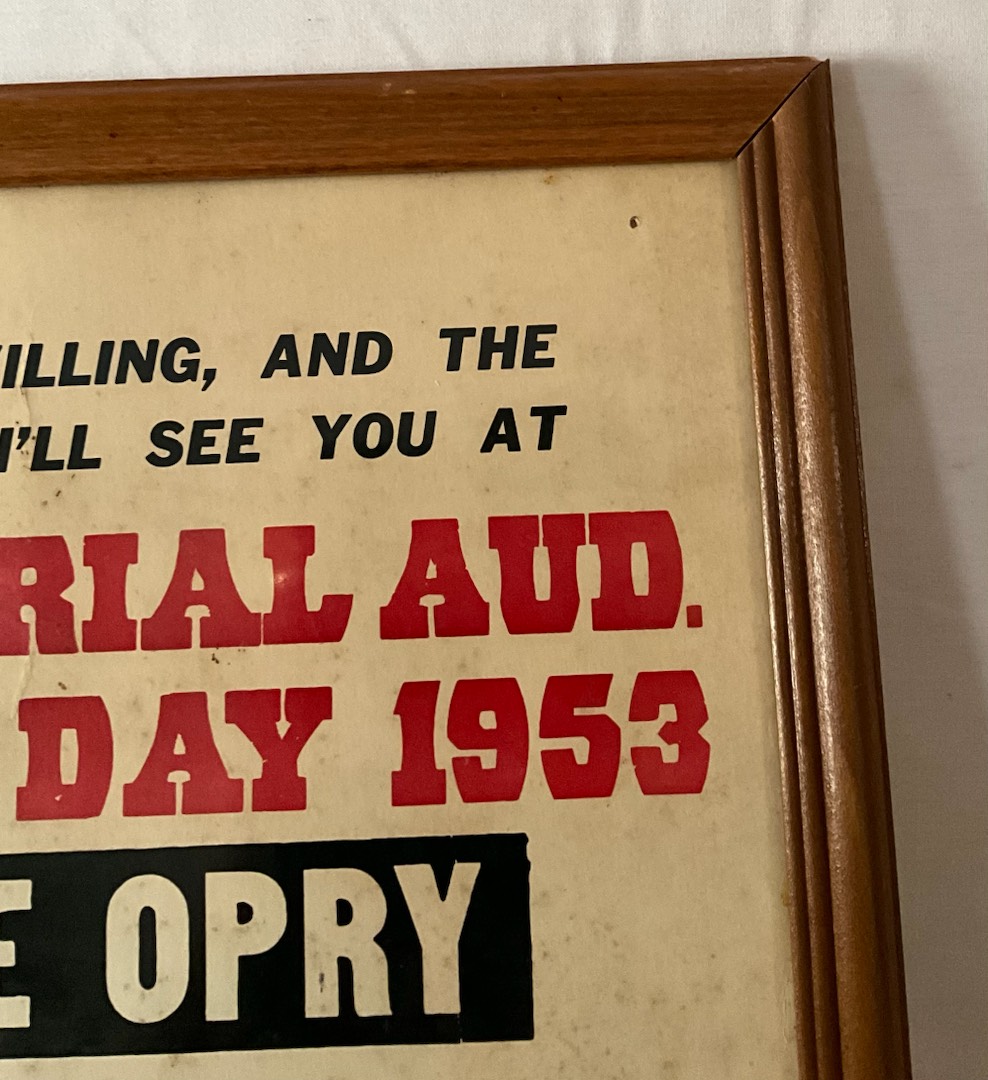 ILLING, AND THE
I'LL SEE YOU AT
RIAL AUD.
DAY 1953
E OPRY